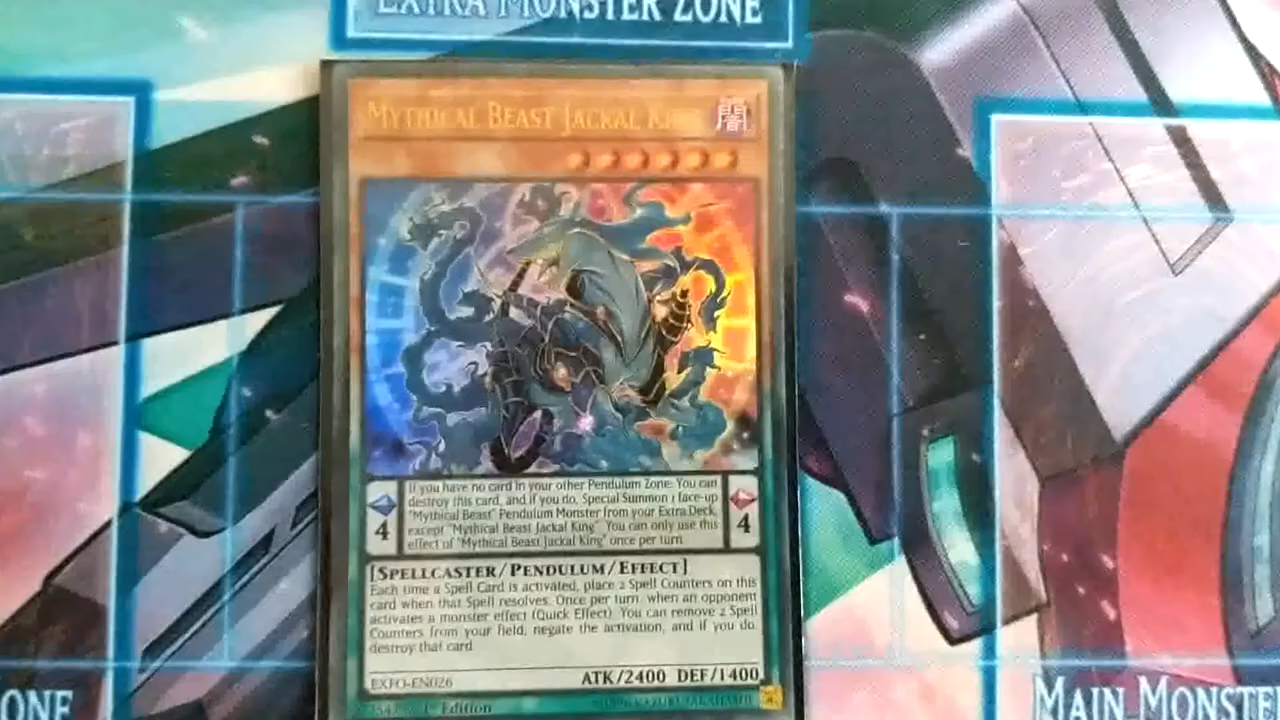 EXTRA MONSTER ZONE
MYTHICAL BEAST JACKAL KING
闇
If you have no card in your other Pendulum Zone: You can
destroy this card, and if you do, Special Summon 1 face-up
"Mythical Beast" Pendulum Monster from your Extra Deck,
except "Mythical Beast Jackal King". You can only use this
effect of "Mythical Beast Jackal King" once per turn.
4
4
[SPELLCASTER/PENDULUM/EFFECT]
Each time a Spell Card is activated, place 2 Spell Counters on this
card when that Spell resolves. Once per turn, when an opponent
activates a monster effect (Quick Effect): You can remove 2 Spell
Counters from your field; negate the activation, and if you do,
destroy that card.
EXFO-EN026
ATK/2400 DEF/1400
1st Edition
KAZUKI TAKAHASHI
ONE
MAIN MONSTE